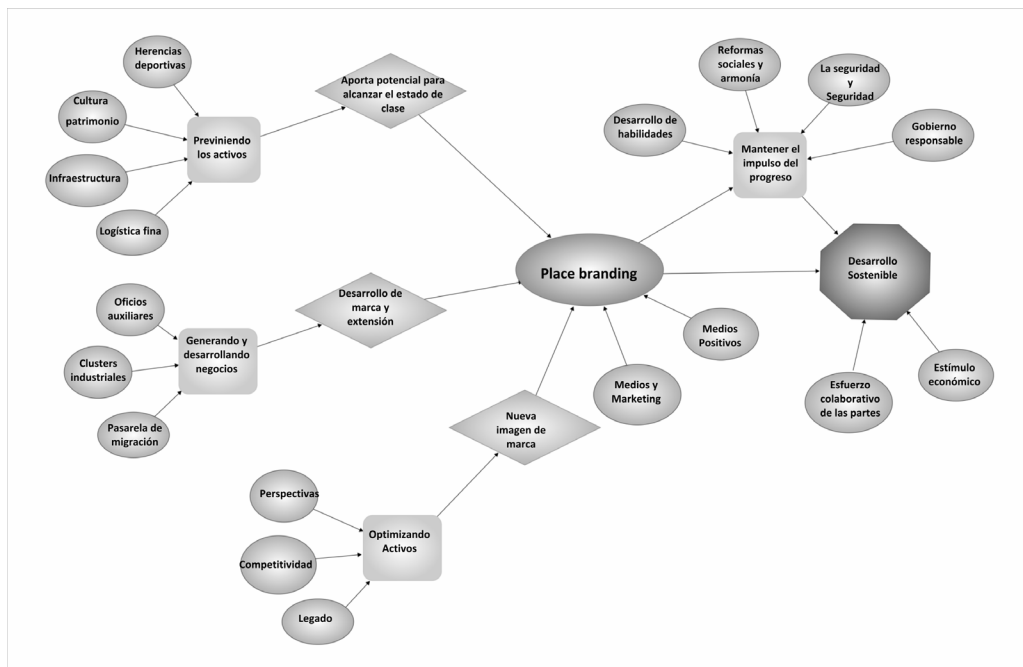 Herencias
deportivas
Cultura
patrimonio
Infraestructura
Logística fina
Previniendo
los activos
Aporta potencial para
alcanzar el estado de
clase
Reformas
sociales y
armonía
La seguridad
y
Seguridad
Desarrollo de
habilidades
Gobierno
responsable
Mantener el
impulso del
progreso
Place branding
Desarrollo
Sostenible
Oficios
auxiliares
Clusters
industriales
Pasarela de
migración
Generando y
desarrollando
negocios
Desarrollo de
marca y
extensión
Medios
Positivos
Medios y
Marketing
Esfuerzo
colaborativo
de las partes
Estímulo
económico
Nueva
imagen de
marca
Perspectivas
Competitividad
Legado
Optimizando
Activos